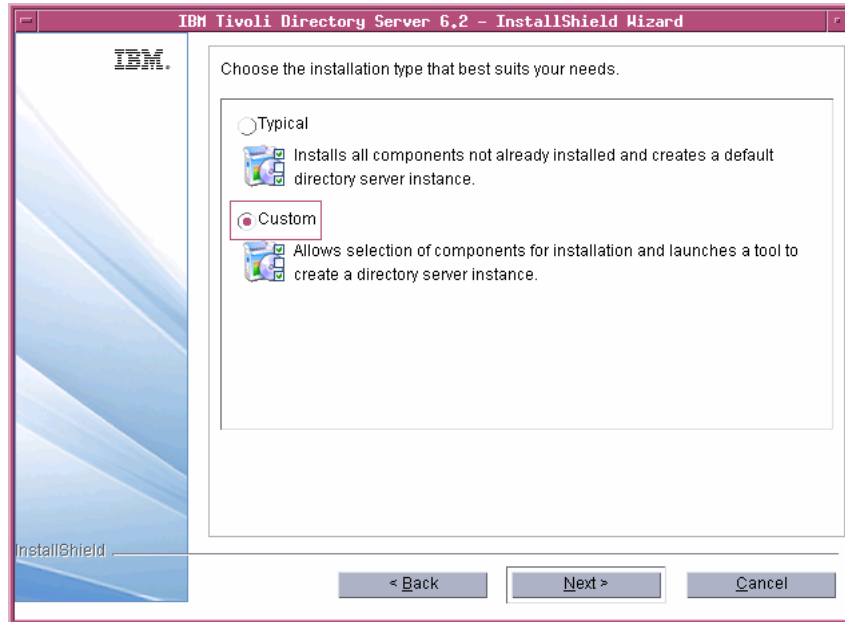 IBM Tivoli Directory Server 6.2 - InstallShield Wizard
IBM.
Choose the installation type that best suits your needs.
Typical
Installs all components not already installed and creates a default
directory server instance.
Custom
Allows selection of components for installation and launches a tool to
create a directory server instance.
InstallShield
< Back
Next >
Cancel